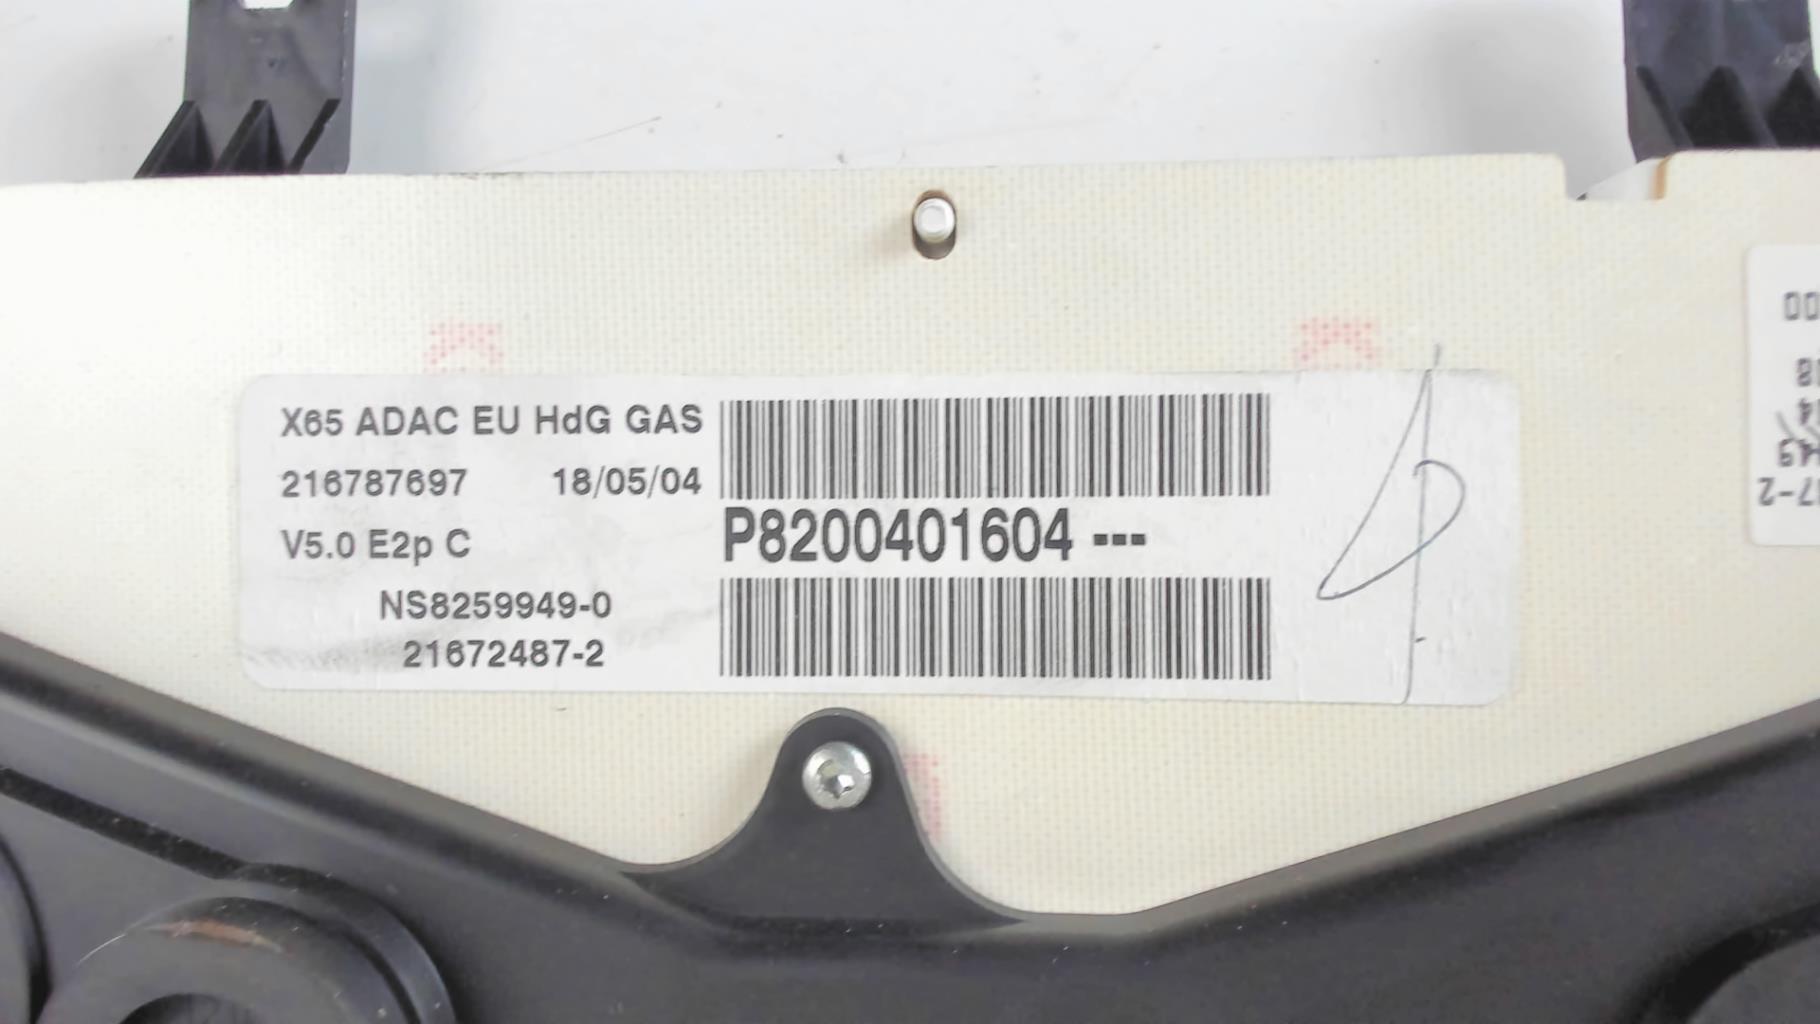 X65 ADAC EU HdG GAS
216787697 18/05/04
V5.0 E2p C
NS8259949-0
21672487-2
P8200401604 ---